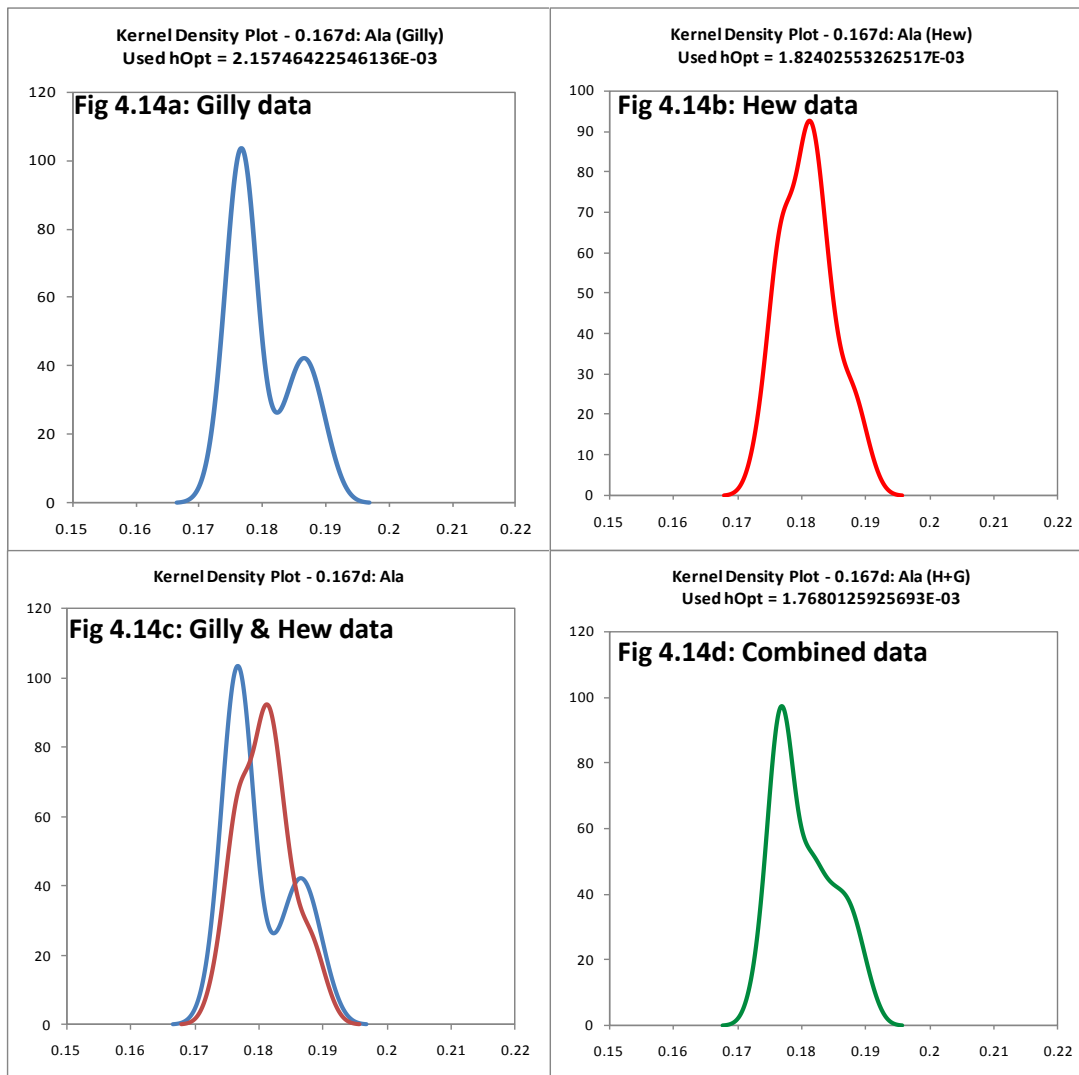 Kernel Density Plot - 0.167d: Ala (Gilly)
Used hOpt = 2.15746422546136E-03
Fig 4.14a: Gilly data
120
100
80
60
40
20
0
0.15 0.16 0.17 0.18 0.19 0.2 0.21 0.22
Kernel Density Plot - 0.167d: Ala (Hew)
Used hOpt = 1.82402553262517E-03
Fig 4.14b: Hew data
100
90
80
70
60
50
40
30
20
10
0
0.15 0.16 0.17 0.18 0.19 0.2 0.21 0.22
Kernel Density Plot - 0.167d: Ala
Fig 4.14c: Gilly & Hew data
120
100
80
60
40
20
0
0.15 0.16 0.17 0.18 0.19 0.2 0.21 0.22
Kernel Density Plot - 0.167d: Ala (H+G)
Used hOpt = 1.7680125925693E-03
Fig 4.14d: Combined data
120
100
80
60
40
20
0
0.15 0.16 0.17 0.18 0.19 0.2 0.21 0.22